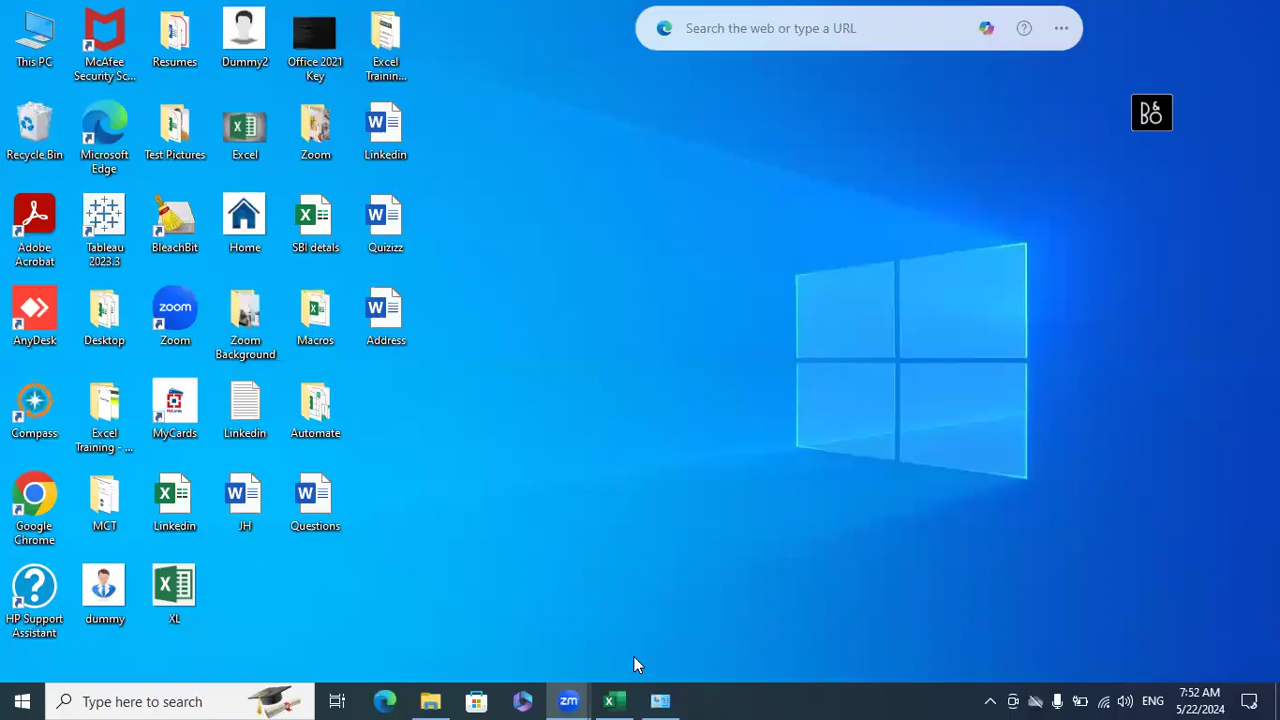 Search the web or type a URL
B&O
This PC
McAfee
Security Sc...
Resumes
Dummy2
Office 2021
Key
Excel
Trainin...
Recycle Bin
Microsoft
Edge
Test Pictures
Excel
Zoom
Linkedin
Adobe
Acrobat
Tableau
2023.3
BleachBit
Home
SBI detals
Quizizz
AnyDesk
Desktop
zoom
Zoom
Zoom
Background
Macros
Address
Compass
Excel
Training - ...
MyCards
MyCards
Linkedin
Automate
Google
Chrome
MCT
Linkedin
JH
Questions
HP Support
Assistant
dummy
XL
Type here to search
zm
ENG
7:52 AM
5/22/2024